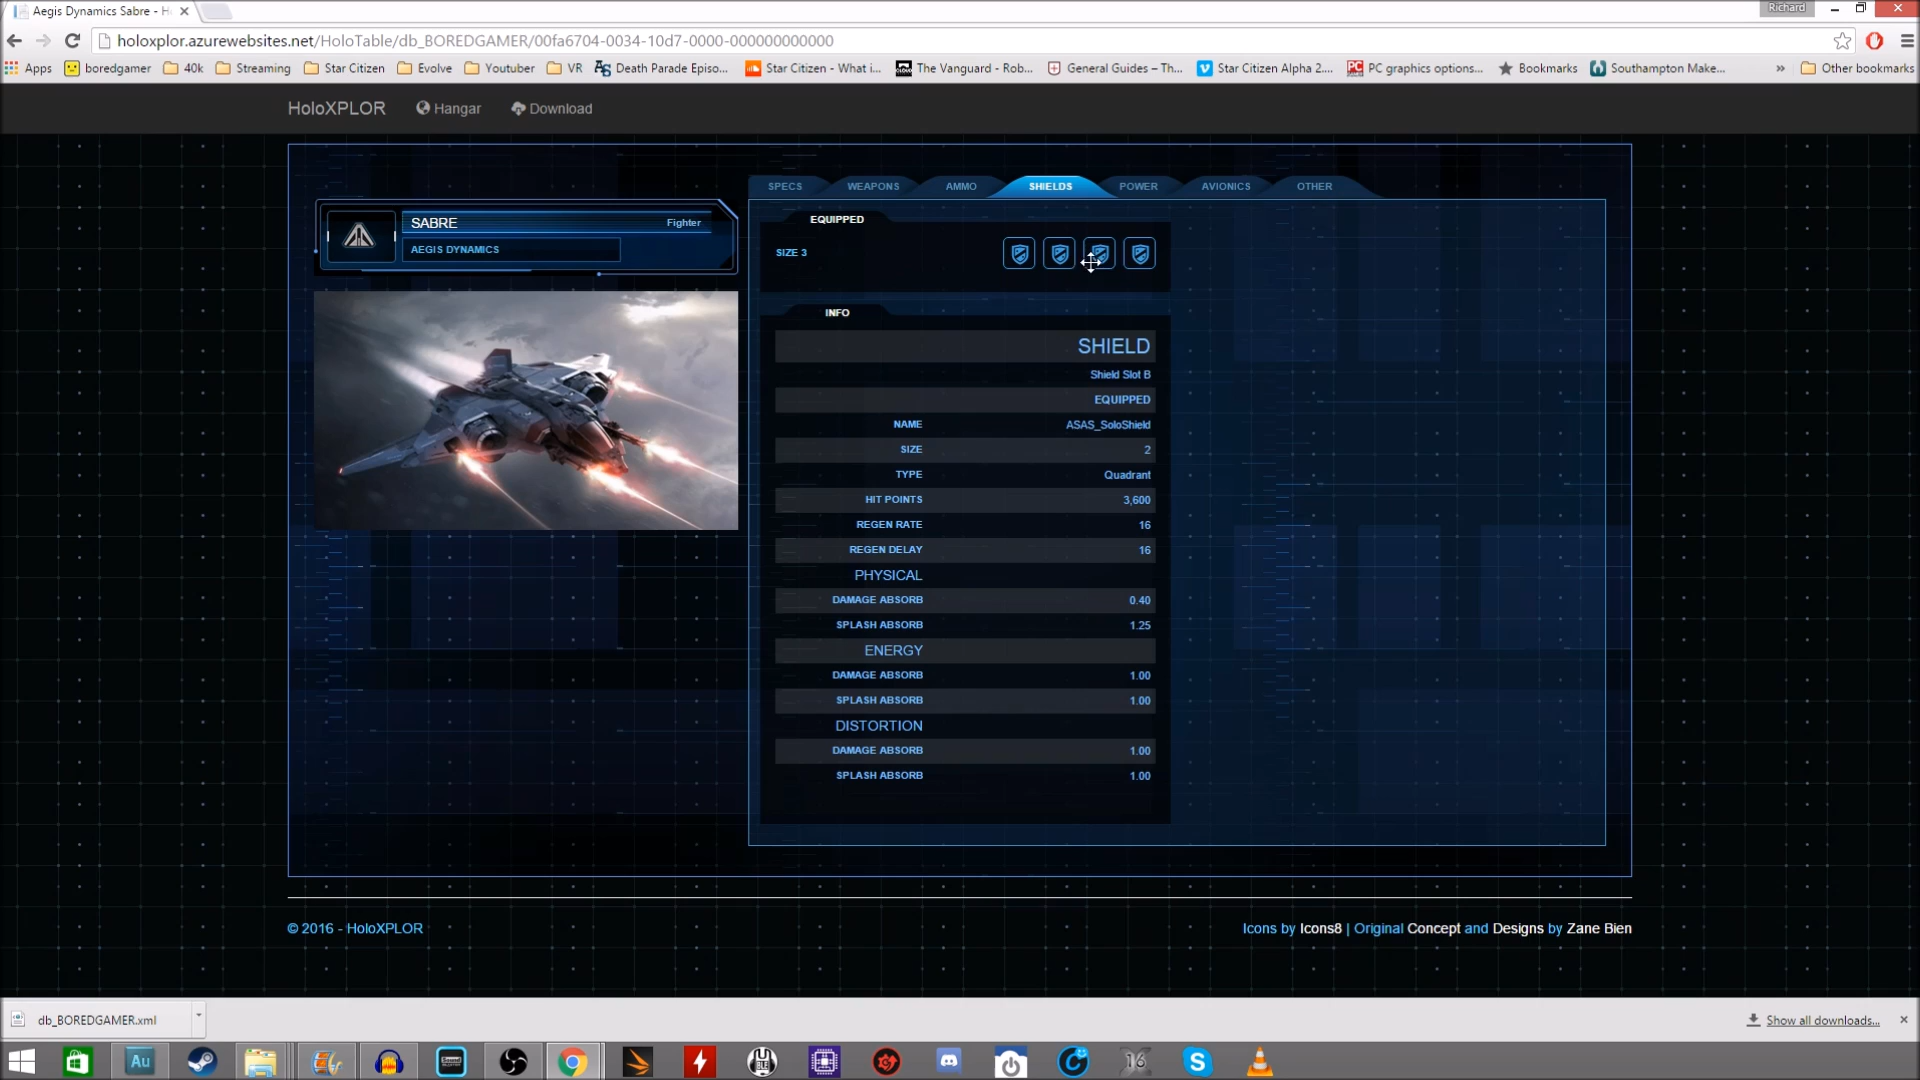 Aegis Dynamics Sabre - H
Richard
holoxplor.azurewebsites.net/HoloTable/db_BOREDGAMER/00fa6704-0034-10d7-0000-000000000000
Apps boredgamer 40k Streaming Star Citizen Evolve Youtuber VR Death Parade Episo... Star Citizen - What i... The Vanguard - Rob... General Guides – Th... Star Citizen Alpha 2.... PC graphics options... Bookmarks Southampton Make... » Other bookmarks
HoloXPLOR Hangar Download
SPECS WEAPONS AMMO SHIELDS POWER AVIONICS OTHER
SABRE Fighter
AEGIS DYNAMICS
EQUIPPED
SIZE 3
INFO
SHIELD
Shield Slot B
EQUIPPED
NAME ASAS_SoloShield
SIZE 2
TYPE Quadrant
HIT POINTS 3,600
REGEN RATE 16
REGEN DELAY 16
PHYSICAL
DAMAGE ABSORB 0.40
SPLASH ABSORB 1.25
ENERGY
DAMAGE ABSORB 1.00
SPLASH ABSORB 1.00
DISTORTION
DAMAGE ABSORB 1.00
SPLASH ABSORB 1.00
© 2016 - HoloXPLOR
Icons by Icons8 | Original Concept and Designs by Zane Bien
db_BOREDGAMER.xml
Show all downloads...
Au
16